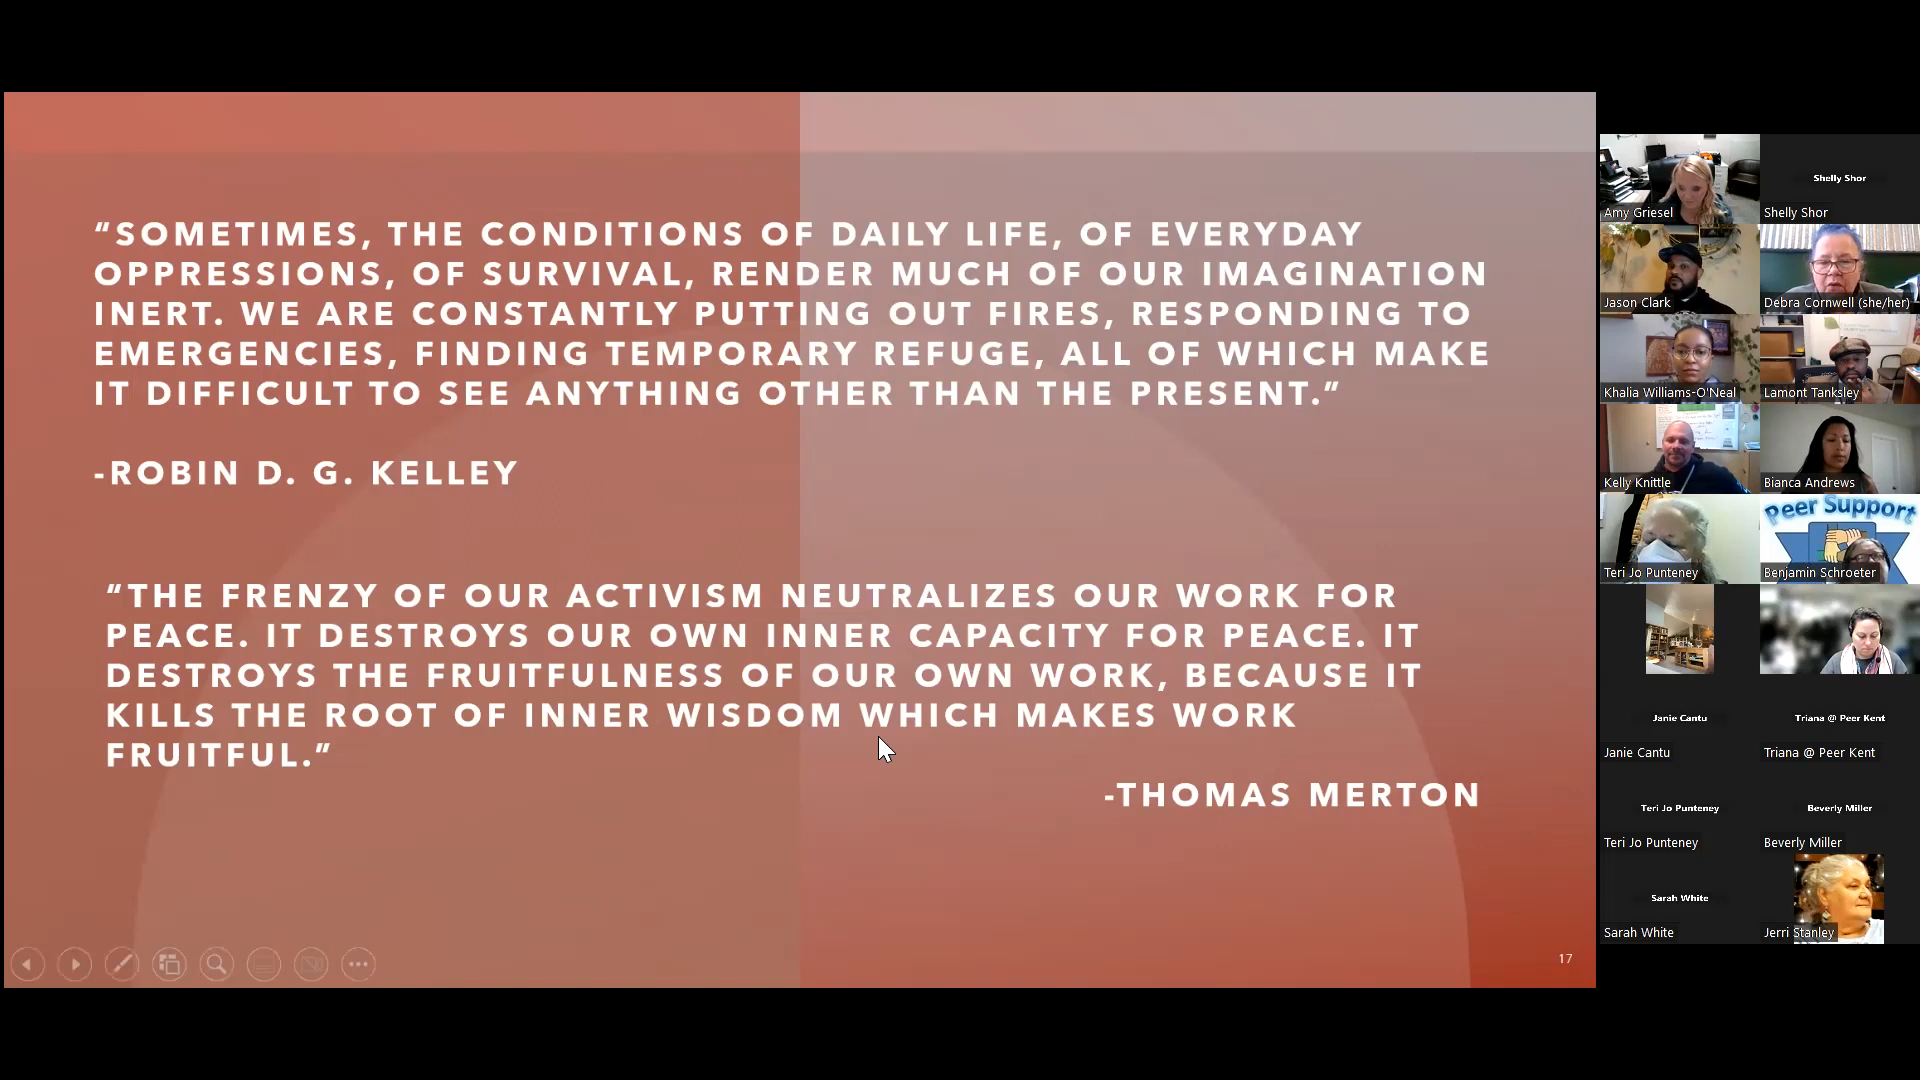 “SOMETIMES, THE CONDITIONS OF DAILY LIFE, OF EVERYDAY
OPPRESSIONS, OF SURVIVAL, RENDER MUCH OF OUR IMAGINATION
INERT. WE ARE CONSTANTLY PUTTING OUT FIRES, RESPONDING TO
EMERGENCIES, FINDING TEMPORARY REFUGE, ALL OF WHICH MAKE
IT DIFFICULT TO SEE ANYTHING OTHER THAN THE PRESENT.”
-ROBIN D. G. KELLEY
“THE FRENZY OF OUR ACTIVISM NEUTRALIZES OUR WORK FOR
PEACE. IT DESTROYS OUR OWN INNER CAPACITY FOR PEACE. IT
DESTROYS THE FRUITFULNESS OF OUR OWN WORK, BECAUSE IT
KILLS THE ROOT OF INNER WISDOM WHICH MAKES WORK
FRUITFUL.”
-THOMAS MERTON
17
Amy Griesel
Shelly Shor
Shelly Shor
Jason Clark
Debra Cornwell (she/her)
Khalia Williams-O'Neal
Lamont Tanksley
Kelly Knittle
Bianca Andrews
Teri Jo Punteney
Peer Support
Benjamin Schroeter
Janie Cantu
Janie Cantu
Triana @ Peer Kent
Triana @ Peer Kent
Teri Jo Punteney
Teri Jo Punteney
Beverly Miller
Beverly Miller
Sarah White
Sarah White
Jerri Stanley